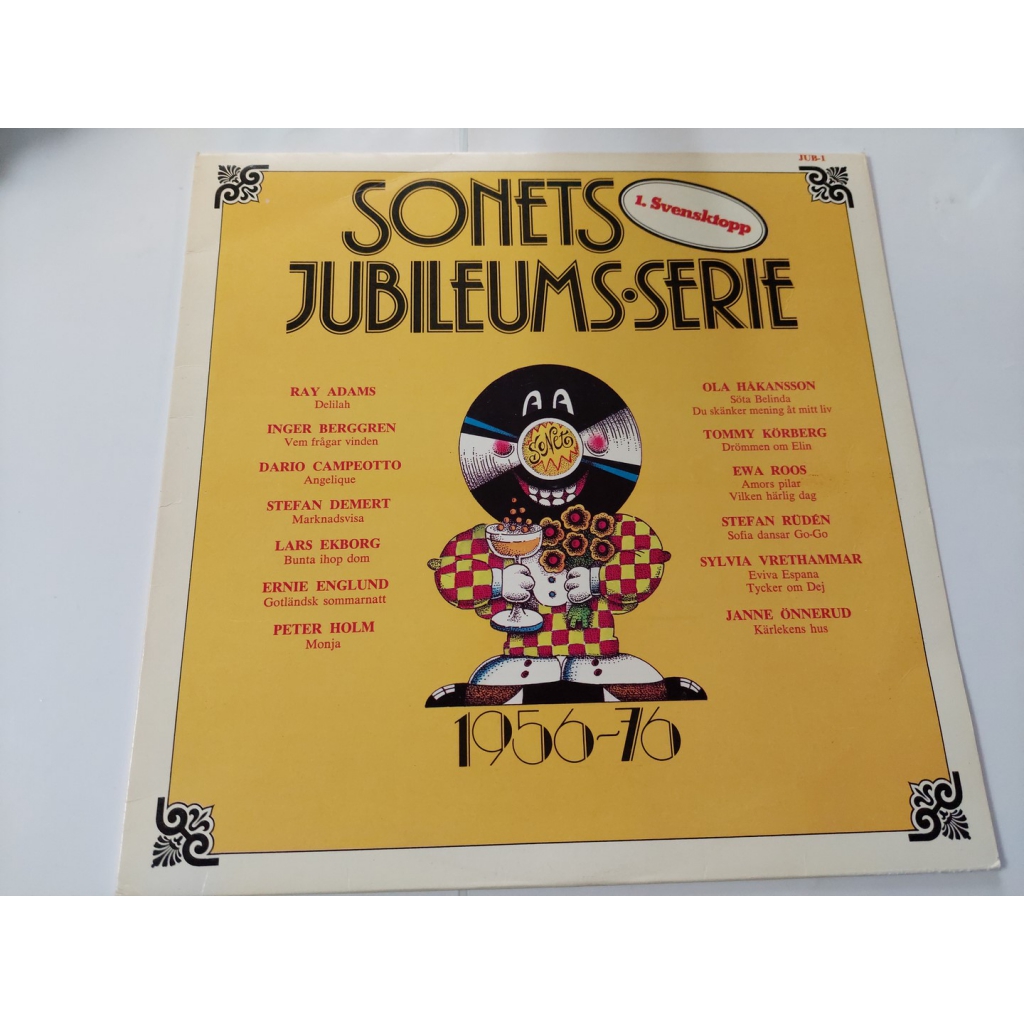 JUB-1
SONETS
1. Svensktopp
JUBILEUMS·SERIE
RAY ADAMS
Delilah
INGER BERGGREN
Vem frågar vinden
DARIO CAMPEOTTO
Angelique
STEFAN DEMERT
Marknadsvisa
LARS EKBORG
Bunta ihop dom
ERNIE ENGLUND
Gotländsk sommarnatt
PETER HOLM
Monja
SONET
OLA HÅKANSSON
Söta Belinda
Du skänker mening åt mitt liv
TOMMY KÖRBERG
Drömmen om Elin
EWA ROOS
Amors pilar
Vilken härlig dag
STEFAN RÜDÉN
Sofia dansar Go-Go
SYLVIA VRETHAMMAR
Eviva Espana
Tycker om Dej
JANNE ÖNNERUD
Kärlekens hus
1956-76